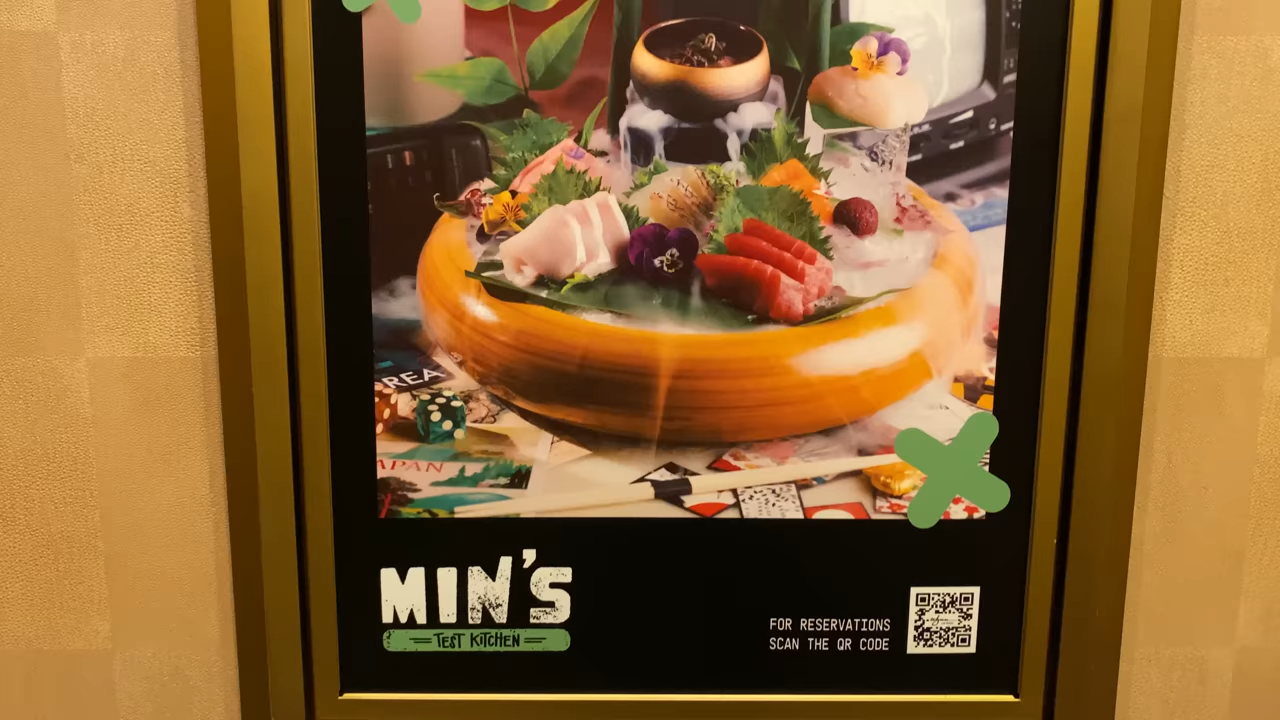 REA
APAN
MIN'S
TEST KITCHEN
FOR RESERVATIONS
SCAN THE QR CODE